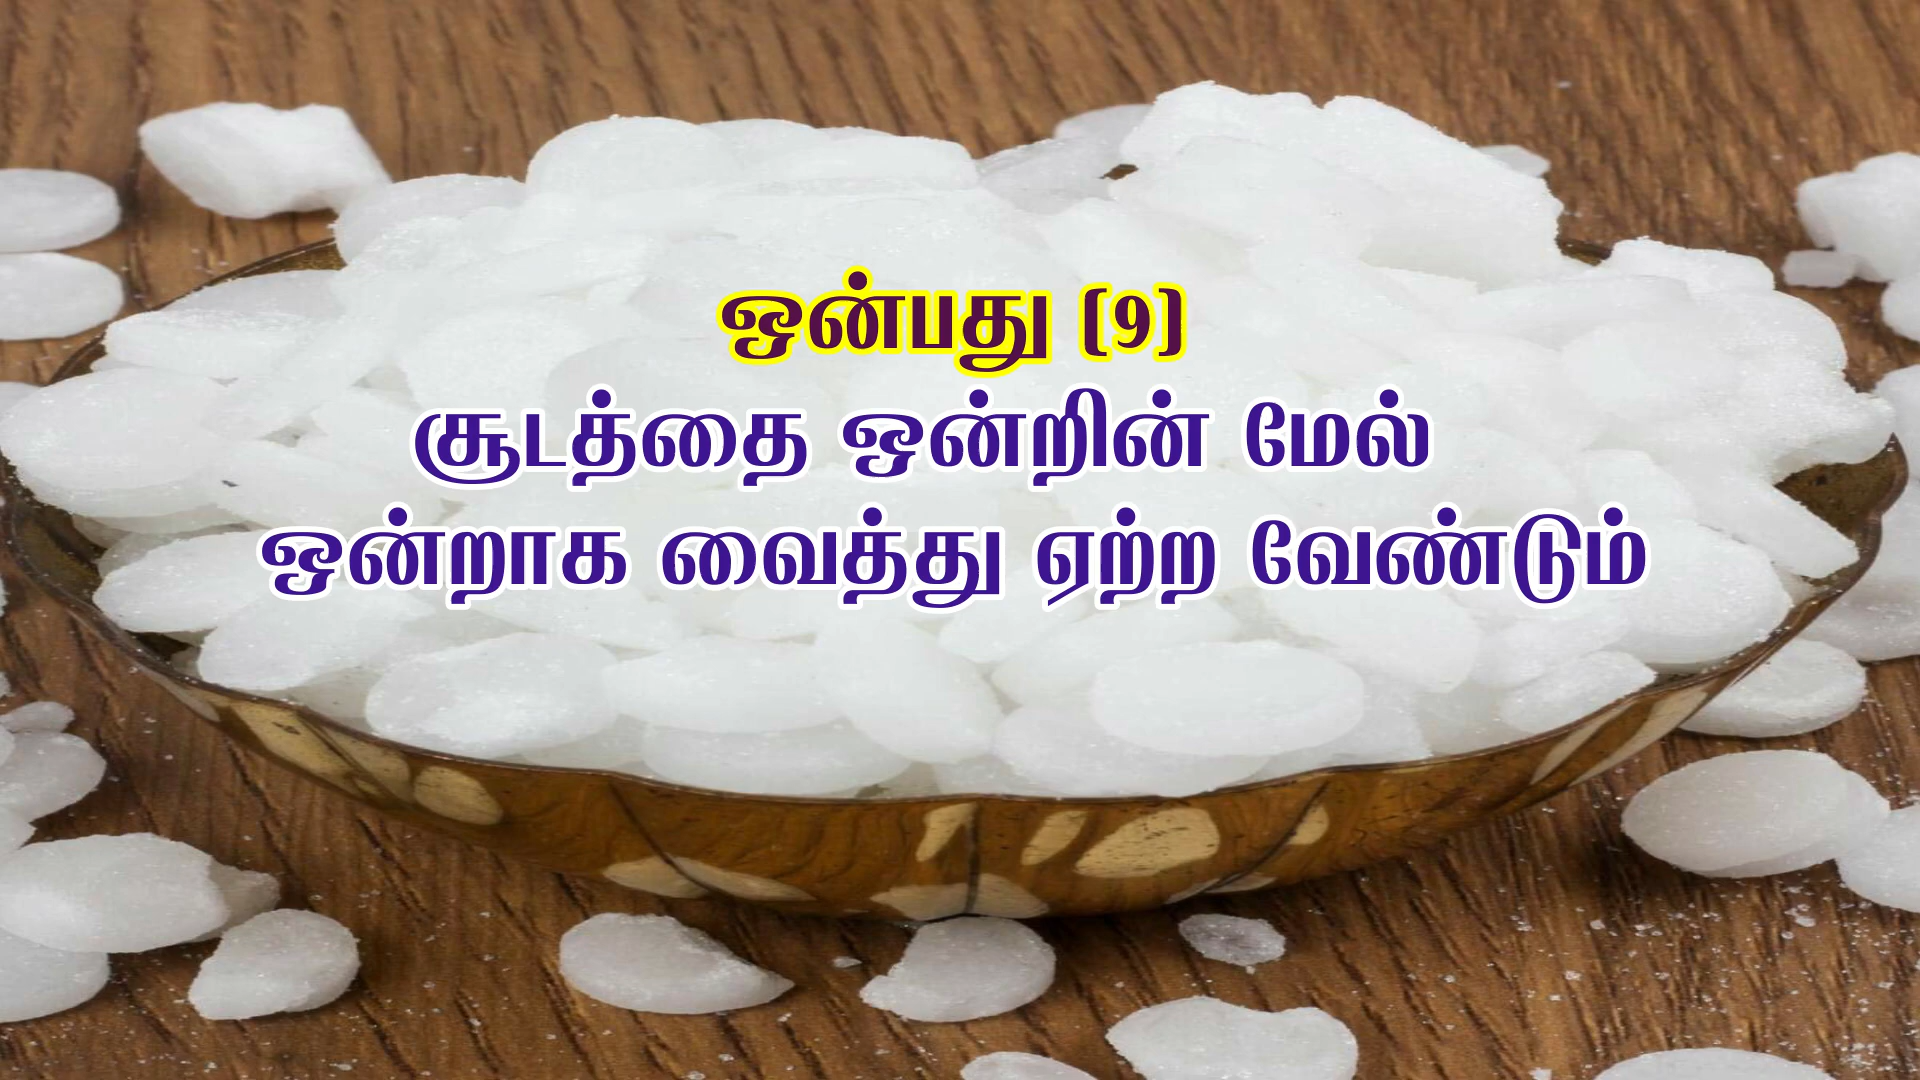 ஒன்பது (9)
சூடத்தை ஒன்றின் மேல்
ஒன்றாக வைத்து ஏற்ற வேண்டும்